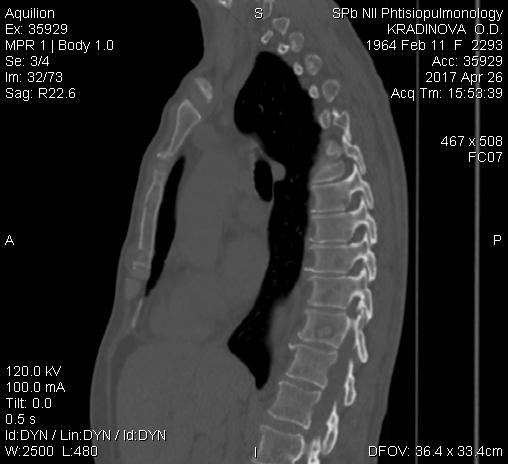 Aquilion
Ex: 35929
MPR 1 | Body 1.0
Se: 3/4
Im: 32/73
Sag: R22.6
S
SPb NII Phtisiopulmonology
KRADINOVA O.D.
1964 Feb 11 F 2293
Acc: 35929
2017 Apr 26
Acq Tm: 15:53:39
467 x 508
FC07
A
P
120.0 kV
100.0 mA
Tilt: 0.0
0.5 s
Id:DYN / Lin:DYN / Id:DYN
W:2500 L:480
I
DFOV: 36.4 x 33.4cm